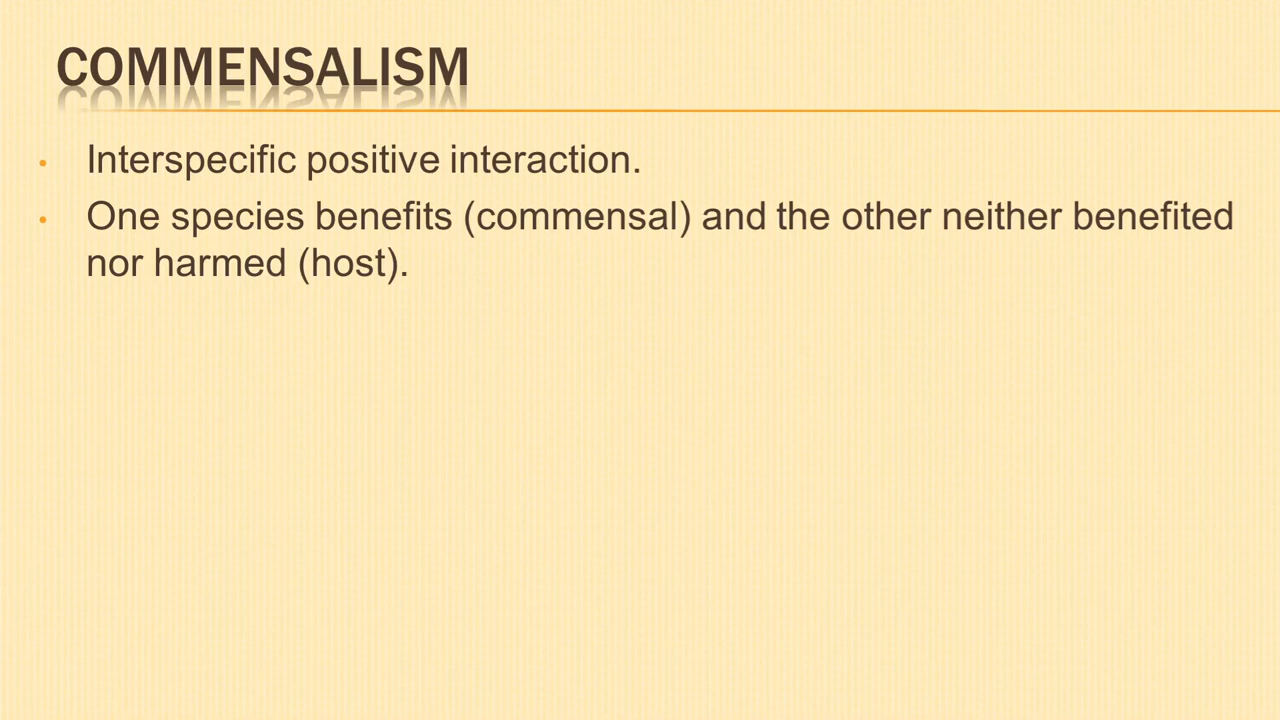 COMMENSALISM
• Interspecific positive interaction.
• One species benefits (commensal) and the other neither benefited
nor harmed (host).